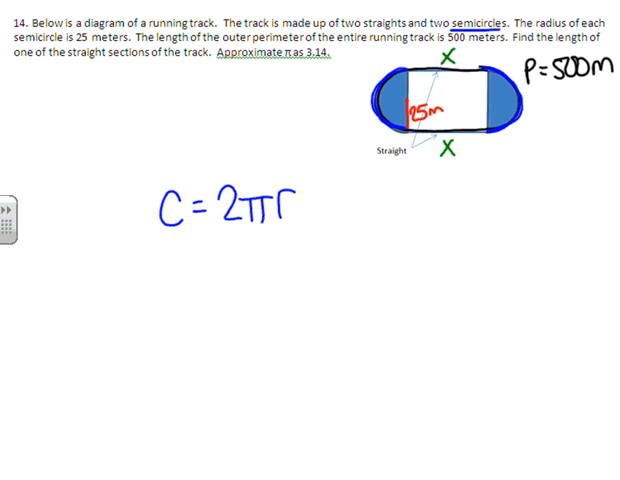 14. Below is a diagram of a running track. The track is made up of two straights and two semicircles. The radius of each
semicircle is 25 meters. The length of the outer perimeter of the entire running track is 500 meters. Find the length of
one of the straight sections of the track. Approximate π as 3.14.
X
P=500m
25m
Straight
X
C=2πr